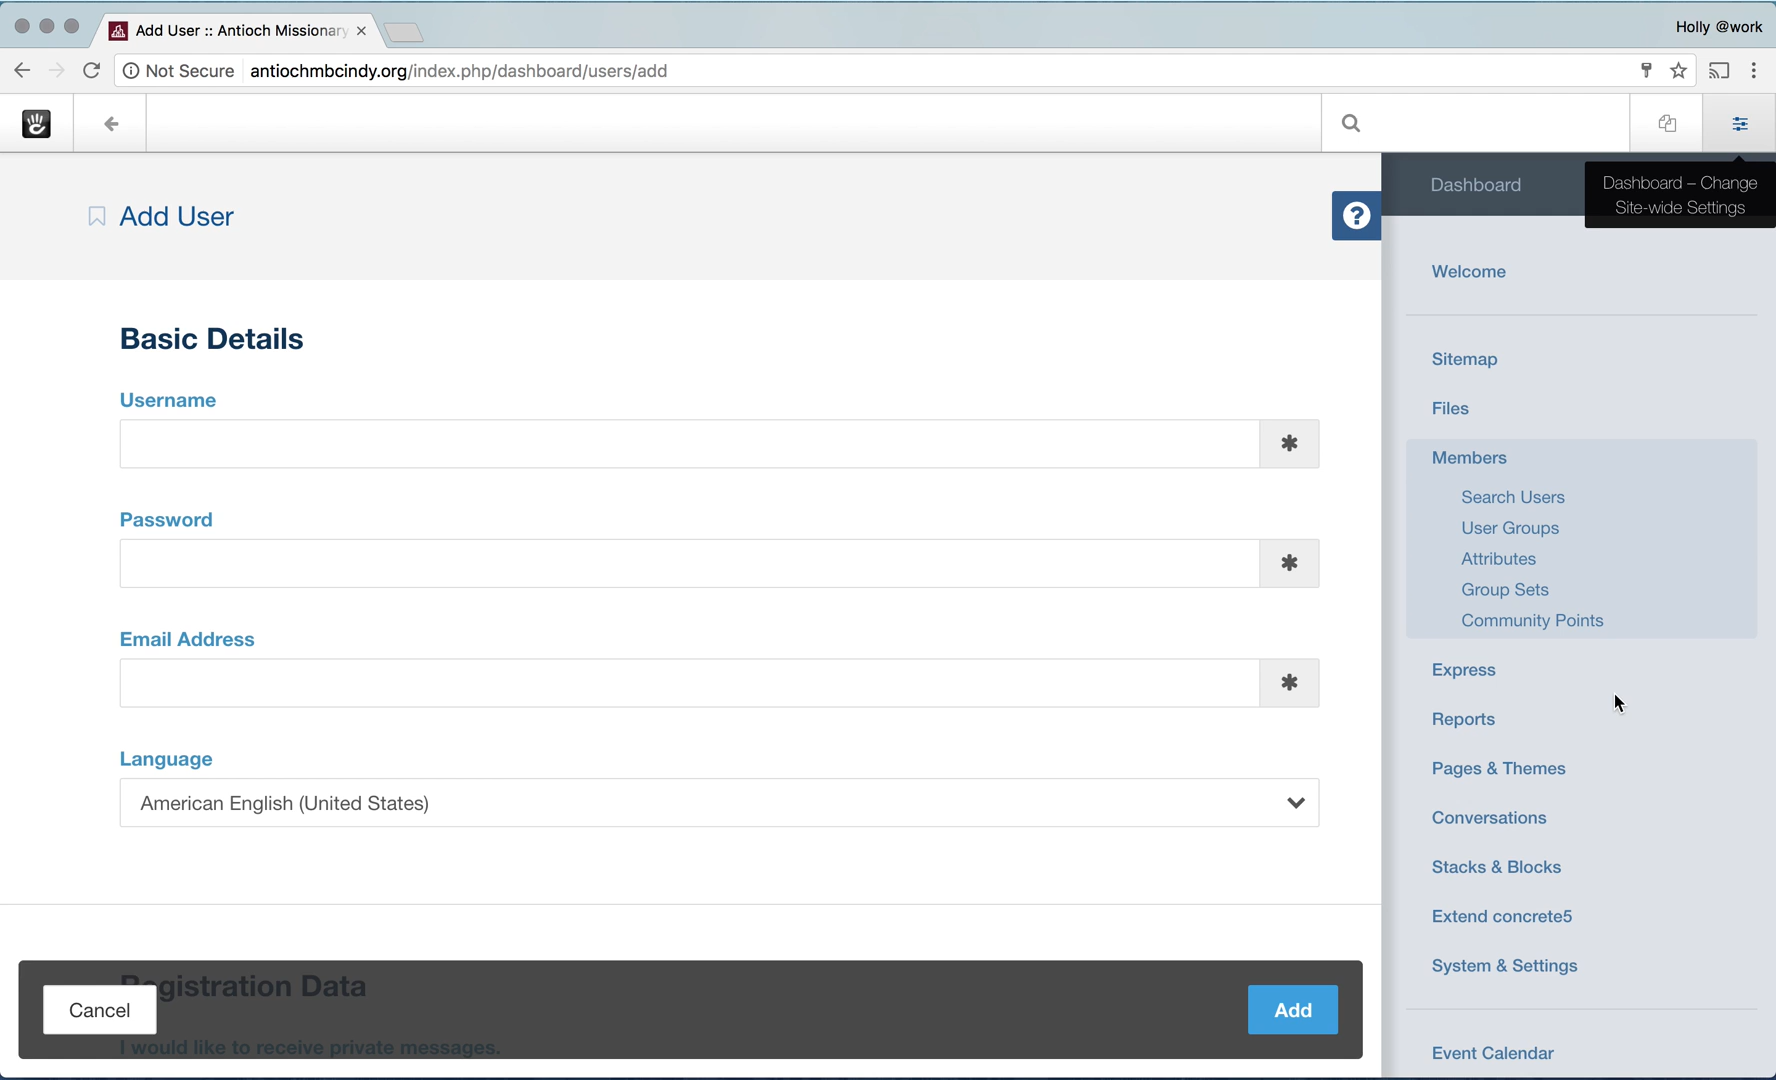 Add User :: Antioch Missionary
Holly @work
Not Secure antiochmbcindy.org/index.php/dashboard/users/add
Dashboard
Dashboard – Change
Site-wide Settings
Add User
Basic Details
Username
Password
Email Address
Language
American English (United States)
Registration Data
I would like to receive private messages.
Cancel
Add
Welcome
Sitemap
Files
Members
Search Users
User Groups
Attributes
Group Sets
Community Points
Express
Reports
Pages & Themes
Conversations
Stacks & Blocks
Extend concrete5
System & Settings
Event Calendar